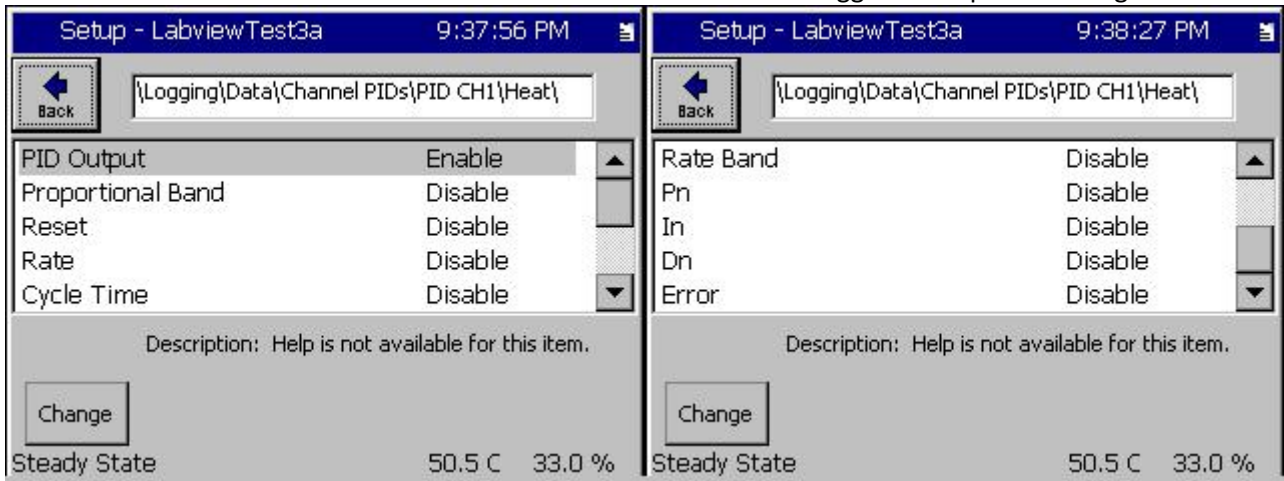 Setup - LabviewTest3a 9:37:56 PM
Back
\Logging\Data\Channel PIDs\PID CH1\Heat\
PID Output Enable
Proportional Band Disable
Reset Disable
Rate Disable
Cycle Time Disable
Description: Help is not available for this item.
Change
Steady State 50.5 C 33.0 %
Setup - LabviewTest3a 9:38:27 PM
Back
\Logging\Data\Channel PIDs\PID CH1\Heat\
Rate Band Disable
Pn Disable
In Disable
Dn Disable
Error Disable
Description: Help is not available for this item.
Change
Steady State 50.5 C 33.0 %